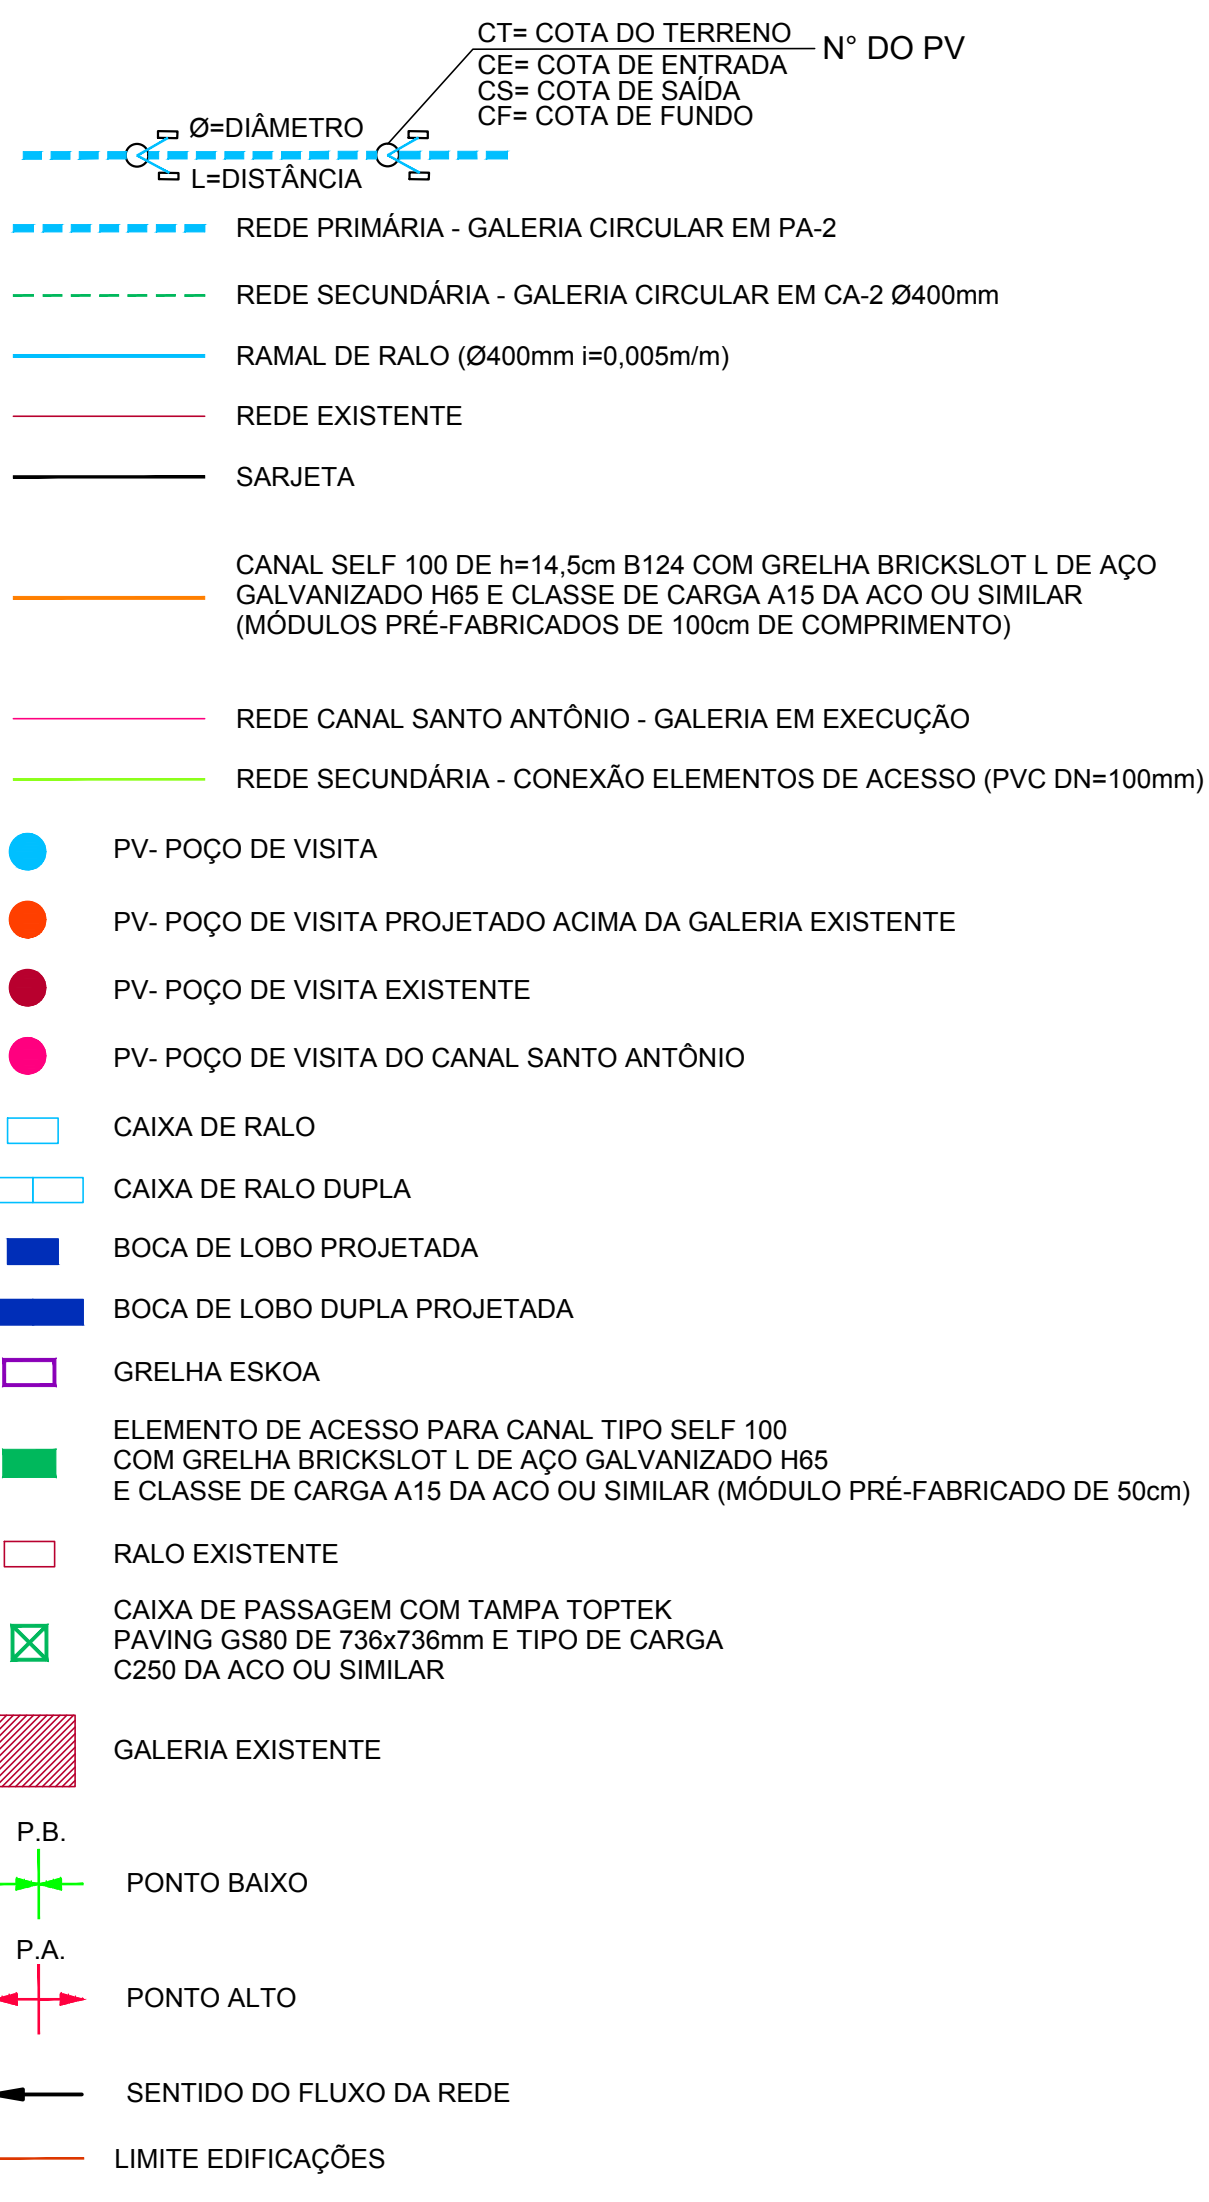 CT= COTA DO TERRENO
N° DO PV
CE= COTA DE ENTRADA
CS= COTA DE SAÍDA
CF= COTA DE FUNDO
Ø=DIÂMETRO
L=DISTÂNCIA
REDE PRIMÁRIA - GALERIA CIRCULAR EM PA-2
REDE SECUNDÁRIA - GALERIA CIRCULAR EM CA-2 Ø400mm
RAMAL DE RALO (Ø400mm i=0,005m/m)
REDE EXISTENTE
SARJETA
CANAL SELF 100 DE h=14,5cm B124 COM GRELHA BRICKSLOT L DE AÇO
GALVANIZADO H65 E CLASSE DE CARGA A15 DA ACO OU SIMILAR
(MÓDULOS PRÉ-FABRICADOS DE 100cm DE COMPRIMENTO)
REDE CANAL SANTO ANTÔNIO - GALERIA EM EXECUÇÃO
REDE SECUNDÁRIA - CONEXÃO ELEMENTOS DE ACESSO (PVC DN=100mm)
PV- POÇO DE VISITA
PV- POÇO DE VISITA PROJETADO ACIMA DA GALERIA EXISTENTE
PV- POÇO DE VISITA EXISTENTE
PV- POÇO DE VISITA DO CANAL SANTO ANTÔNIO
CAIXA DE RALO
CAIXA DE RALO DUPLA
BOCA DE LOBO PROJETADA
BOCA DE LOBO DUPLA PROJETADA
GRELHA ESKOA
ELEMENTO DE ACESSO PARA CANAL TIPO SELF 100
COM GRELHA BRICKSLOT L DE AÇO GALVANIZADO H65
E CLASSE DE CARGA A15 DA ACO OU SIMILAR (MÓDULO PRÉ-FABRICADO DE 50cm)
RALO EXISTENTE
CAIXA DE PASSAGEM COM TAMPA TOPTEK
PAVING GS80 DE 736x736mm E TIPO DE CARGA
C250 DA ACO OU SIMILAR
GALERIA EXISTENTE
P.B.
PONTO BAIXO
P.A.
PONTO ALTO
SENTIDO DO FLUXO DA REDE
LIMITE EDIFICAÇÕES